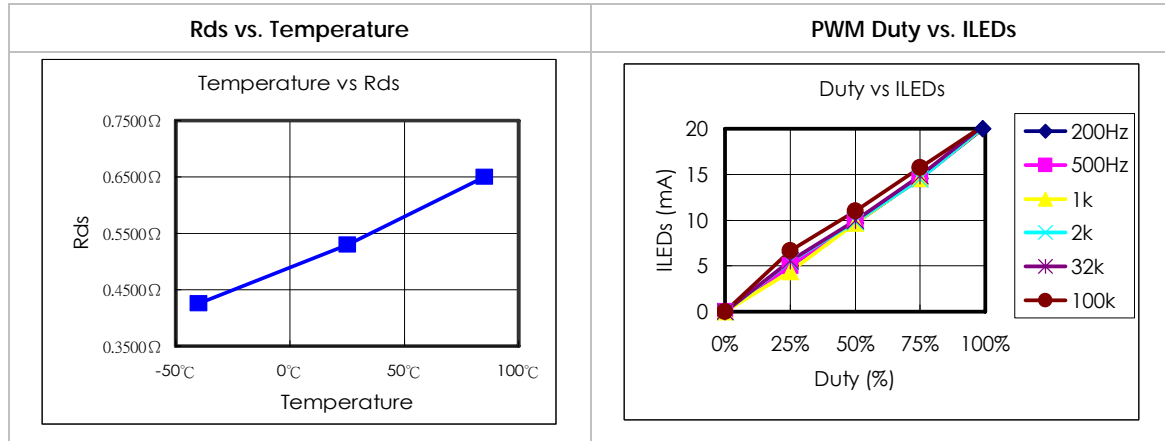 Rds vs. Temperature
PWM Duty vs. ILEDs
Temperature vs Rds
0.7500Ω
0.6500Ω
0.5500Ω
0.4500Ω
0.3500Ω
Rds
-50℃ 0℃ 50℃ 100℃
Temperature
Duty vs ILEDs
20
15
10
5
0
ILEDs (mA)
0% 25% 50% 75% 100%
Duty (%)
200Hz
500Hz
1k
2k
32k
100k